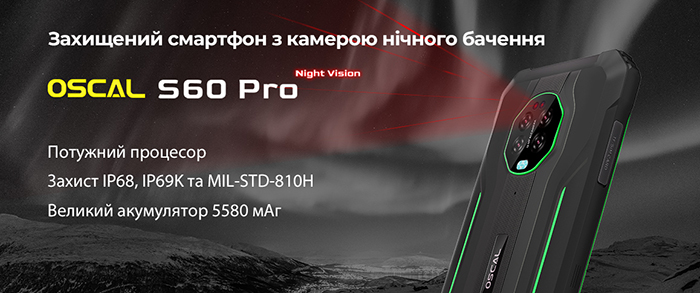 Захищений смартфон з камерою нічного бачення
OSCAL S60 Pro Night Vision
Потужний процесор
Захист IP68, IP69K та MIL-STD-810H
Великий акумулятор 5580 мАг
OSCAL